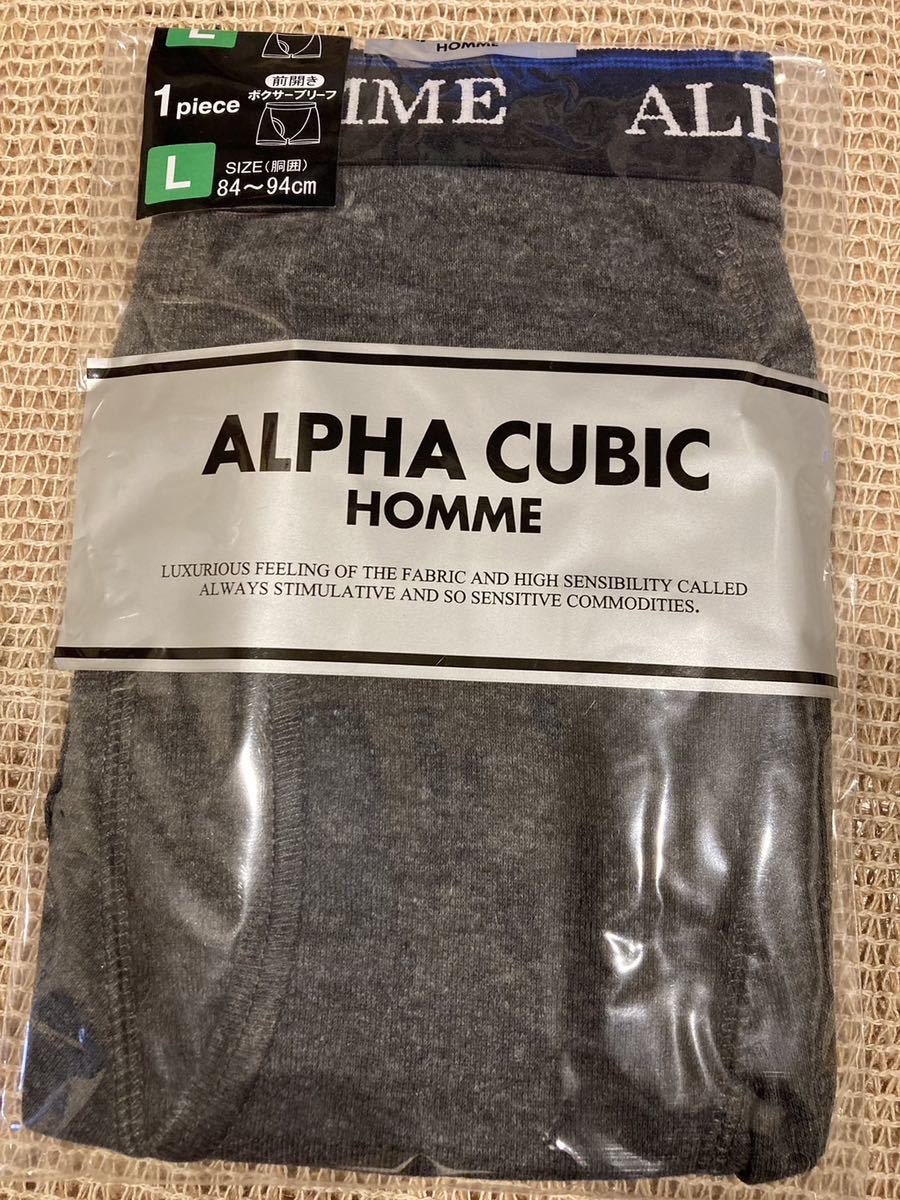 L
HOMME
1 piece
前開き
ボクサーブリーフ
L
SIZE(胴囲)
84～94cm
MME ALP
ALPHA CUBIC
HOMME
LUXURIOUS FEELING OF THE FABRIC AND HIGH SENSIBILITY CALLED
ALWAYS STIMULATIVE AND SO SENSITIVE COMMODITIES.